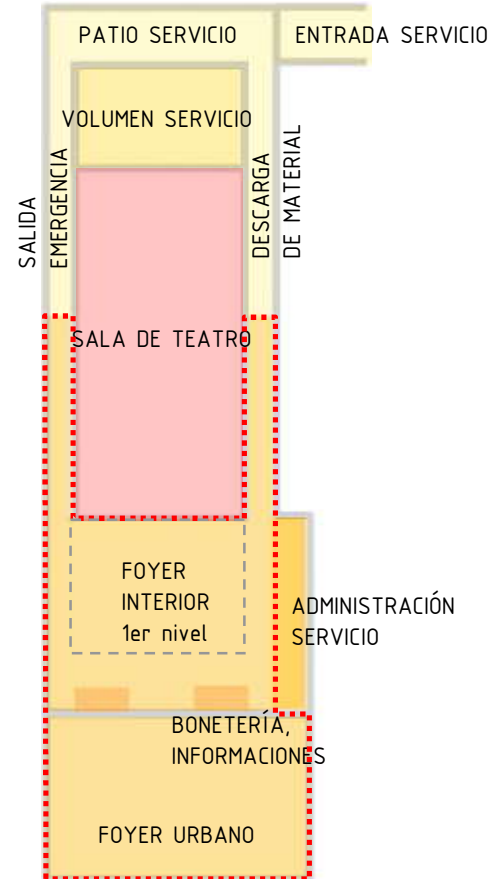 PATIO SERVICIO
ENTRADA SERVICIO
VOLUMEN SERVICIO
SALIDA
EMERGENCIA
DESCARGA
DE MATERIAL
SALA DE TEATRO
FOYER
INTERIOR
1er nivel
ADMINISTRACIÓN
SERVICIO
BONETERÍA,
INFORMACIONES
FOYER URBANO